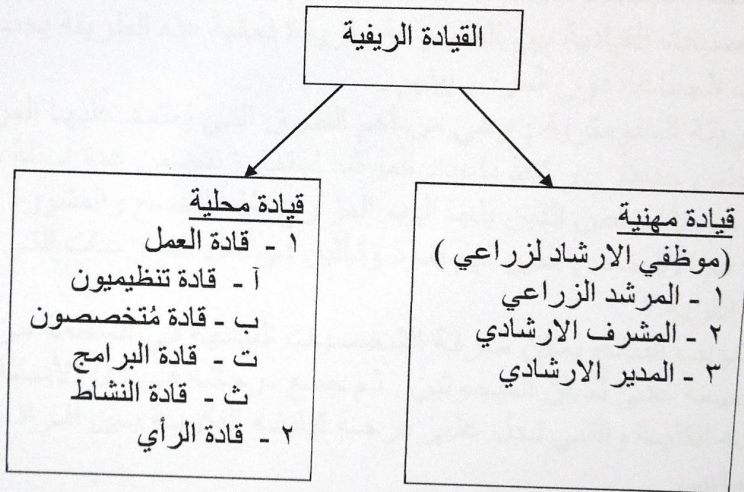 القيادة الريفية
قيادة مهنية
(موظفي الارشاد لزراعي )
١ - المرشد الزراعي
٢ - المشرف الارشادي
٣ - المدير الارشادي
قيادة محلية
١ - قادة العمل
آ - قادة تنظيميون
ب - قادة مُتخصصون
ت - قادة البرامج
ث - قادة النشاط
٢ - قادة الرأي